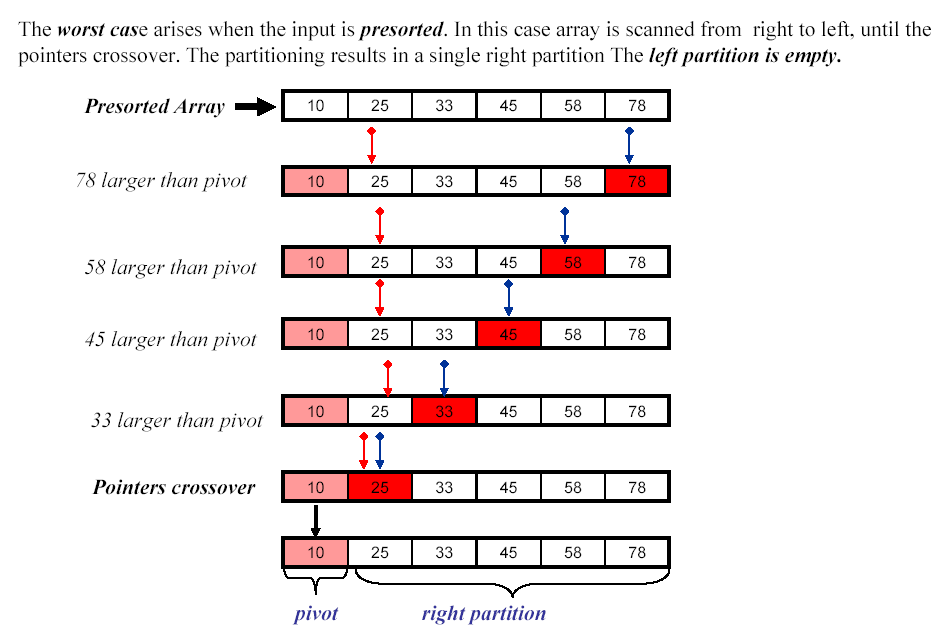 The worst case arises when the input is presorted. In this case array is scanned from right to left, until the
pointers crossover. The partitioning results in a single right partition The left partition is empty.
Presorted Array 10 25 33 45 58 78
78 larger than pivot 10 25 33 45 58 78
58 larger than pivot 10 25 33 45 58 78
45 larger than pivot 10 25 33 45 58 78
33 larger than pivot 10 25 33 45 58 78
Pointers crossover 10 25 33 45 58 78
10 25 33 45 58 78
pivot right partition